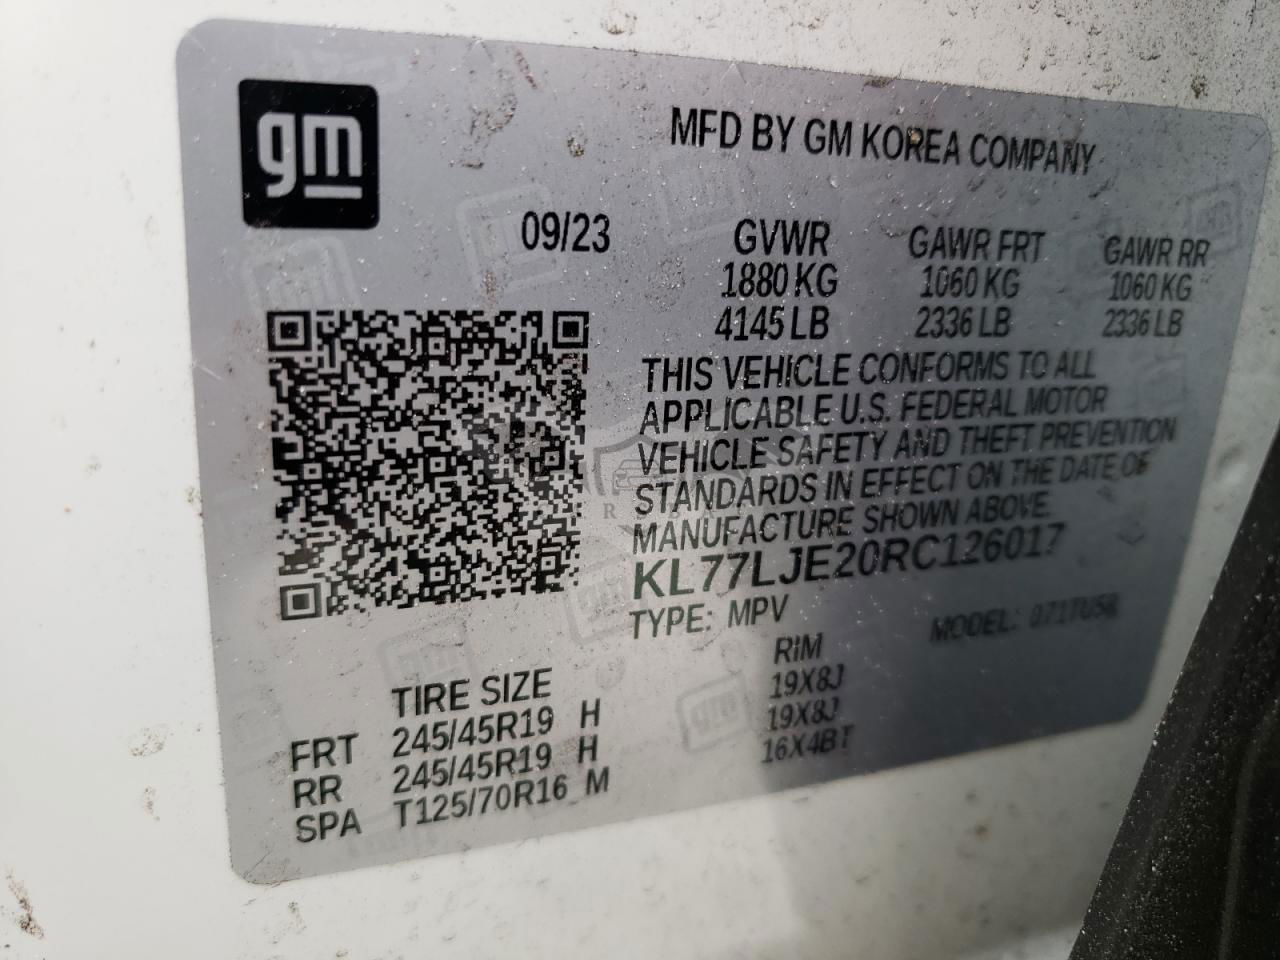 gm
MFD BY GM KOREA COMPANY
09/23
GVWR GAWR FRT GAWR RR
1880 KG 1060 KG 1060 KG
4145 LB 2336 LB 2336 LB
THIS VEHICLE CONFORMS TO ALL
APPLICABLE U.S. FEDERAL MOTOR
VEHICLE SAFETY AND THEFT PREVENTION
STANDARDS IN EFFECT ON THE DATE OF
MANUFACTURE SHOWN ABOVE.
KL77LJE20RC126017
TYPE: MPV MODEL:
TIRE SIZE RIM
FRT 245/45R19 H 19X8J
RR 245/45R19 H 19X8J
SPA T125/70R16 M 16X4BT